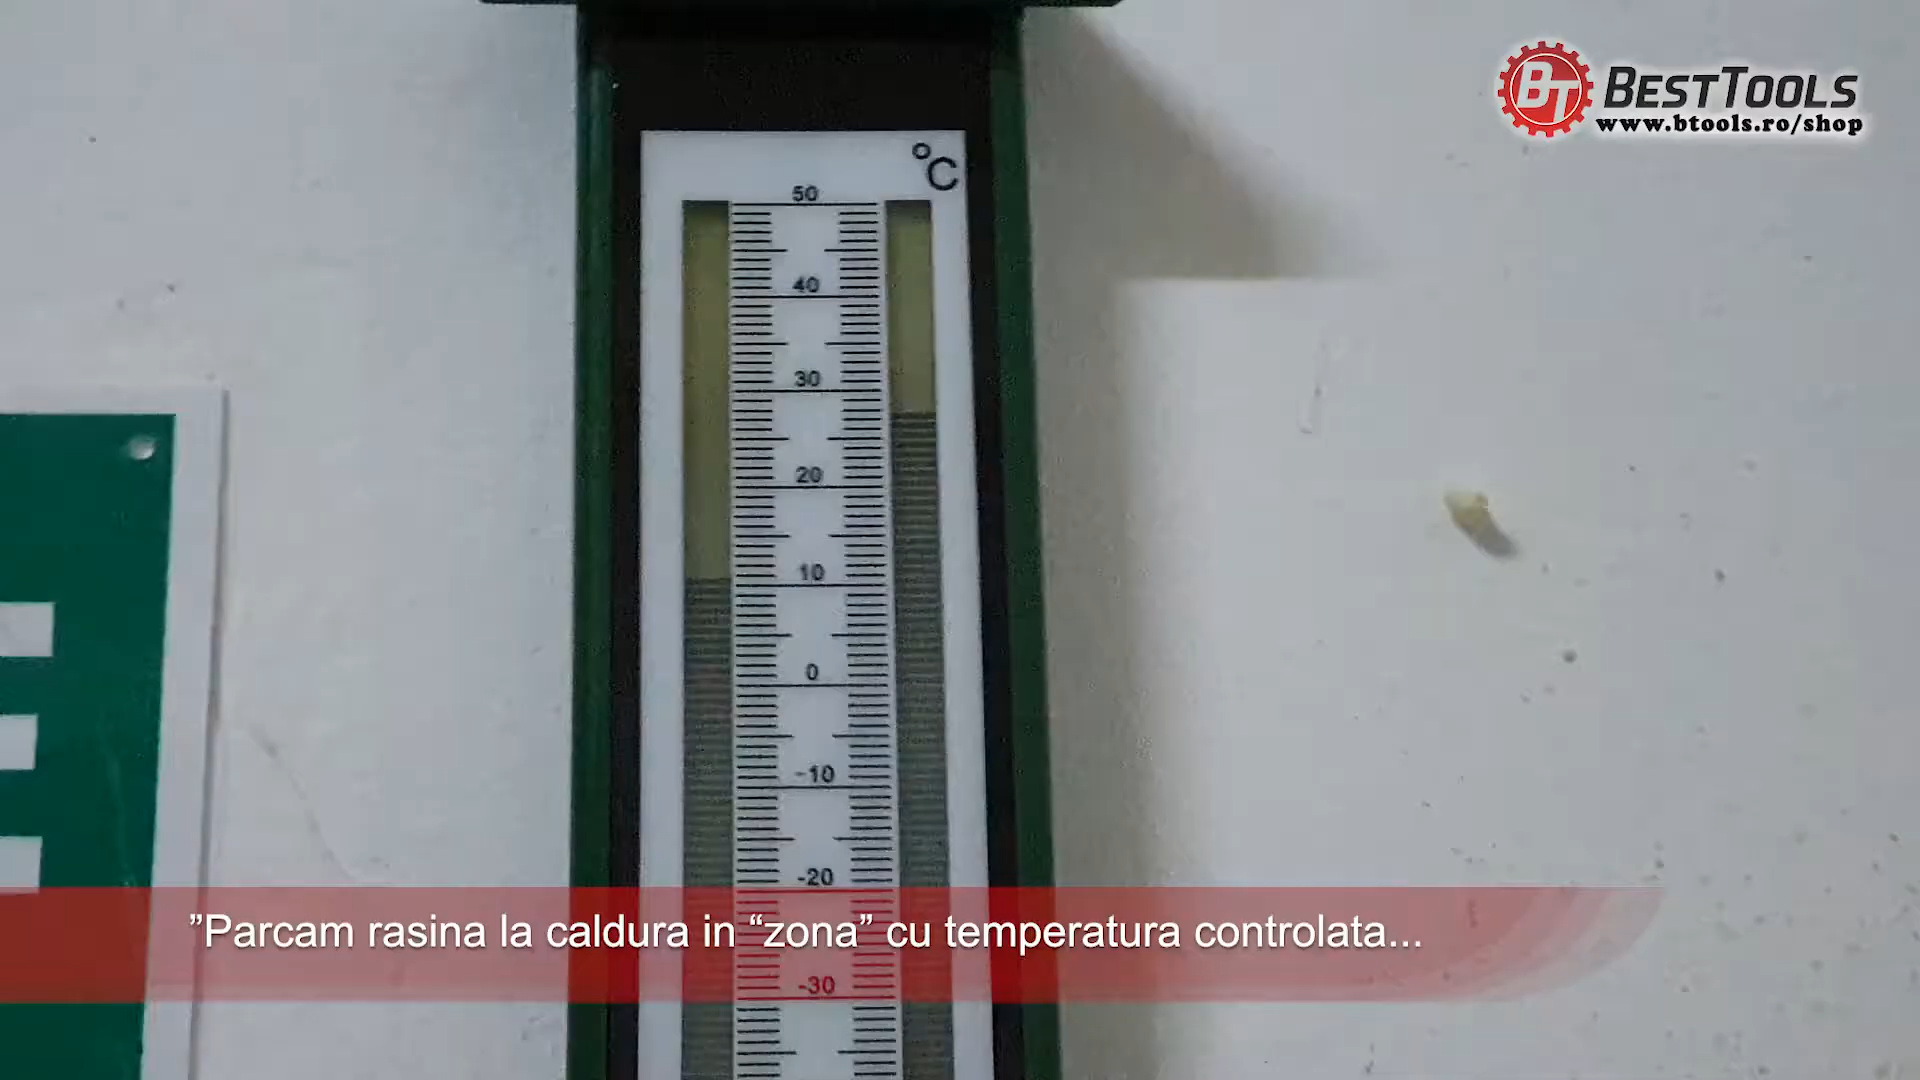 BT BESTTOOLS
www.btools.ro/shop
°C
50
40
30
20
10
0
-10
-20
”Parcam rasina la caldura in “zona” cu temperatura controlata...
-30